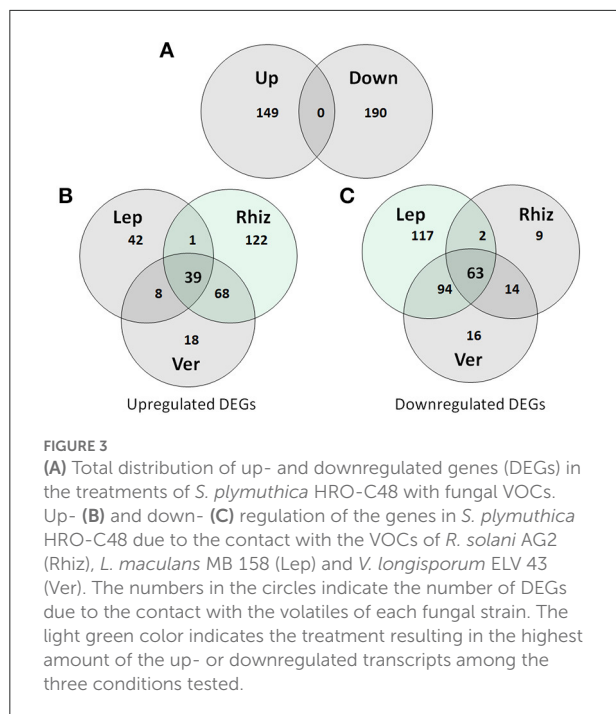 A
Up
Down
149
0
190
B
C
Lep
Rhiz
42
1
122
39
8
68
18
Ver
Upregulated DEGs
Lep
Rhiz
117
2
9
63
94
14
16
Ver
Downregulated DEGs
FIGURE 3
(A) Total distribution of up- and downregulated genes (DEGs) in
the treatments of S. plymuthica HRO-C48 with fungal VOCs.
Up- (B) and down- (C) regulation of the genes in S. plymuthica
HRO-C48 due to the contact with the VOCs of R. solani AG2
(Rhiz), L. maculans MB 158 (Lep) and V. longisporum ELV 43
(Ver). The numbers in the circles indicate the number of DEGs
due to the contact with the volatiles of each fungal strain. The
light green color indicates the treatment resulting in the highest
amount of the up- or downregulated transcripts among the
three conditions tested.